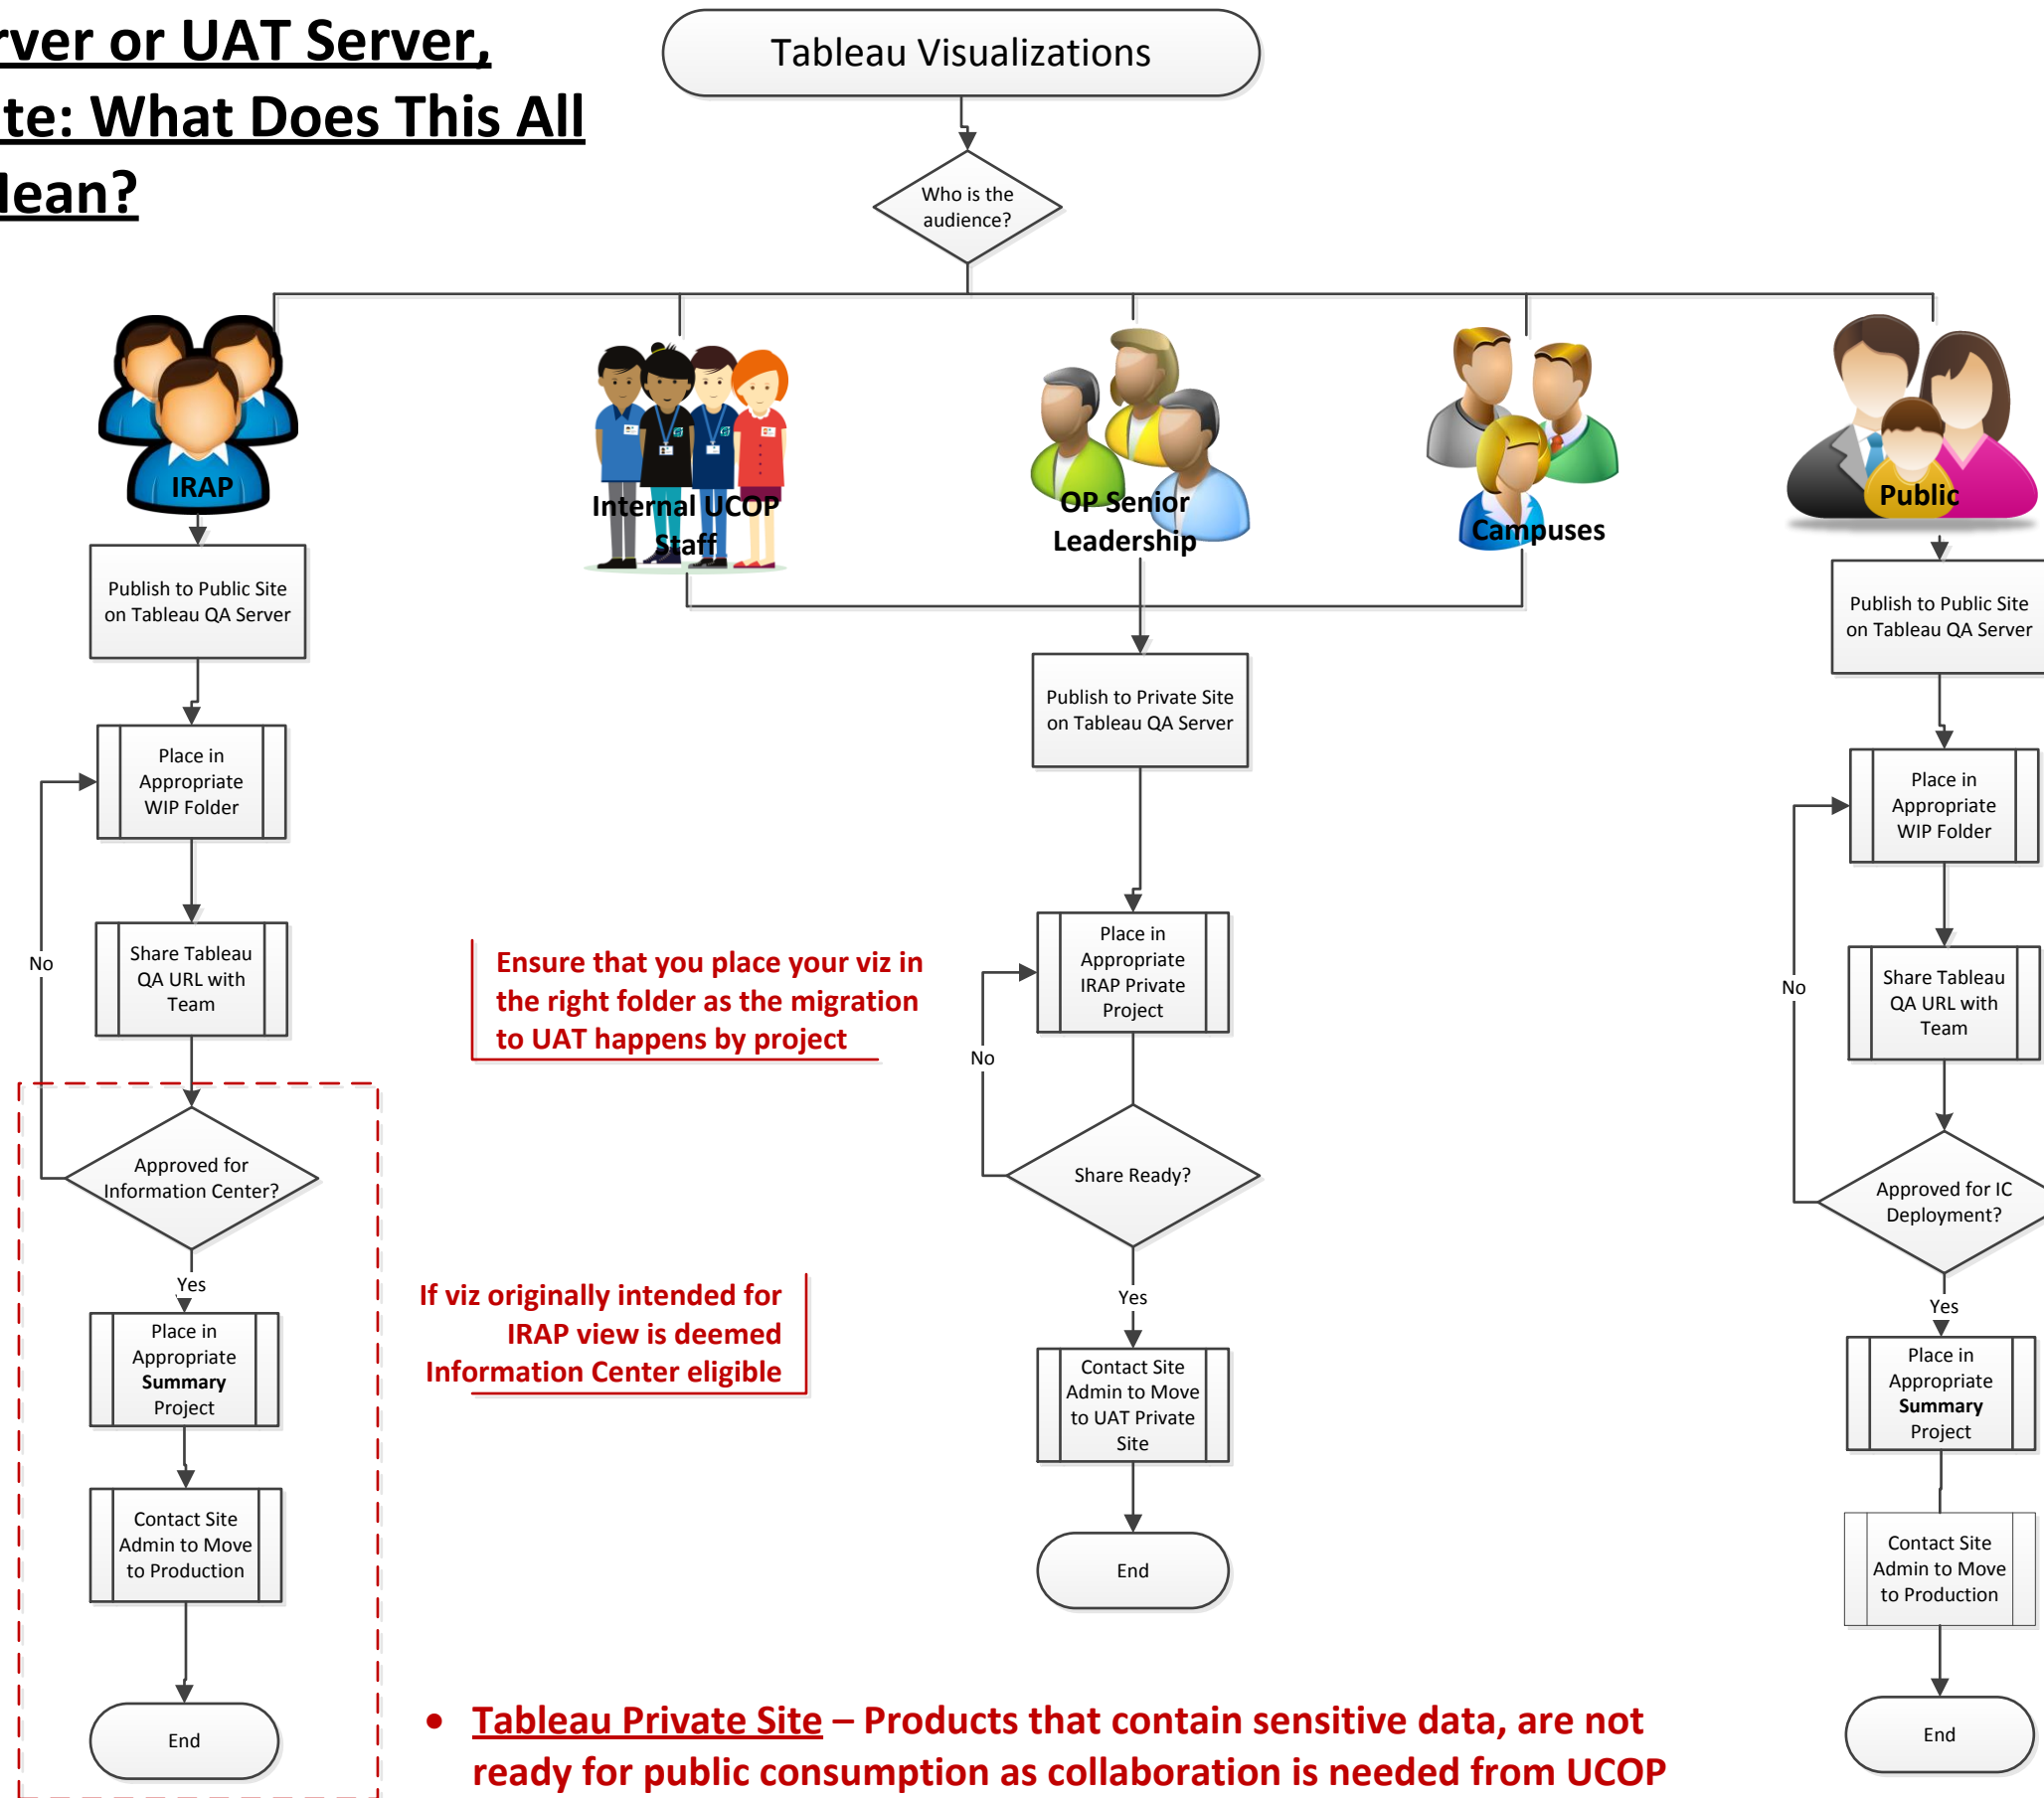 rver or UAT Server,
te: What Does This All
Mean?
Tableau Visualizations
Who is the
audience?
IRAP
Internal UCOP
Staff
OP Senior
Leadership
Campuses
Public
Publish to Public Site
on Tableau QA Server
Place in
Appropriate
WIP Folder
Share Tableau
QA URL with
Team
No
Approved for
Information Center?
Yes
Place in
Appropriate
Summary
Project
Contact Site
Admin to Move
to Production
End
Ensure that you place your viz in
the right folder as the migration
to UAT happens by project
If viz originally intended for
IRAP view is deemed
Information Center eligible
Publish to Private Site
on Tableau QA Server
Place in
Appropriate
IRAP Private
Project
No
Share Ready?
Yes
Contact Site
Admin to Move
to UAT Private
Site
End
Publish to Public Site
on Tableau QA Server
Place in
Appropriate
WIP Folder
Share Tableau
QA URL with
Team
No
Approved for IC
Deployment?
Yes
Place in
Appropriate
Summary
Project
Contact Site
Admin to Move
to Production
End
• Tableau Private Site – Products that contain sensitive data, are not
ready for public consumption as collaboration is needed from UCOP